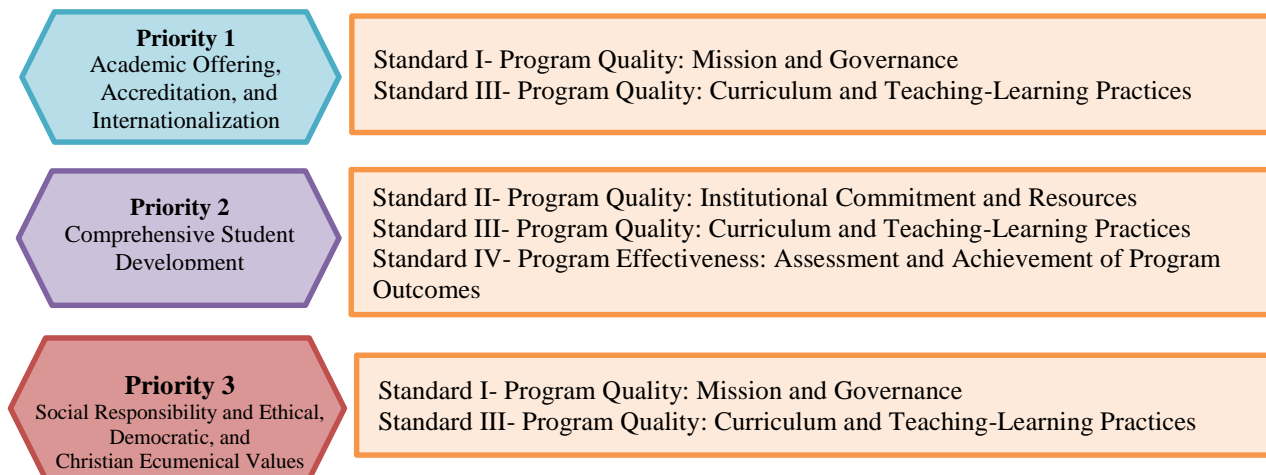 Priority 1
Academic Offering,
Accreditation, and
Internationalization
Standard I- Program Quality: Mission and Governance
Standard III- Program Quality: Curriculum and Teaching-Learning Practices
Priority 2
Comprehensive Student
Development
Standard II- Program Quality: Institutional Commitment and Resources
Standard III- Program Quality: Curriculum and Teaching-Learning Practices
Standard IV- Program Effectiveness: Assessment and Achievement of Program
Outcomes
Priority 3
Social Responsibility and Ethical,
Democratic, and
Christian Ecumenical Values
Standard I- Program Quality: Mission and Governance
Standard III- Program Quality: Curriculum and Teaching-Learning Practices